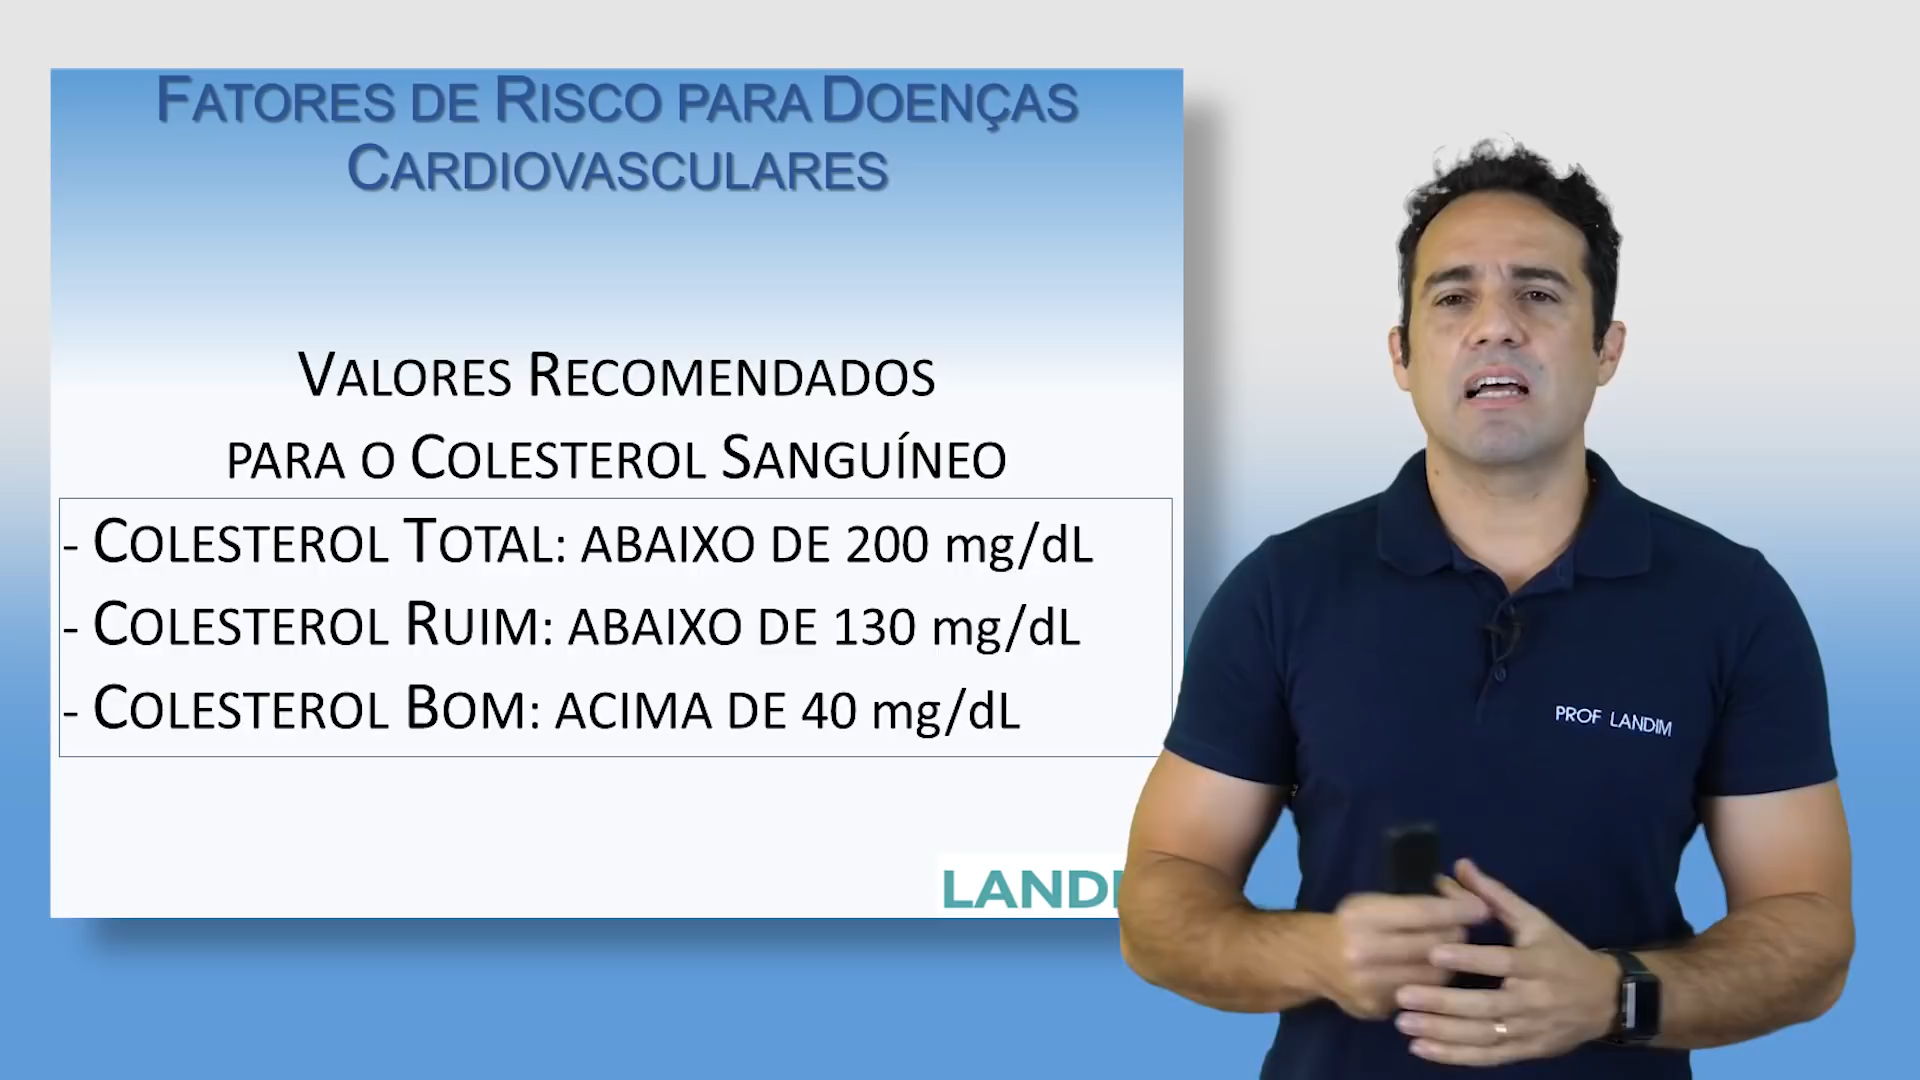 FATORES DE RISCO PARA DOENÇAS
CARDIOVASCULARES
VALORES RECOMENDADOS
PARA O COLESTEROL SANGUÍNEO
- COLESTEROL TOTAL: ABAIXO DE 200 mg/dL
- COLESTEROL RUIM: ABAIXO DE 130 mg/dL
- COLESTEROL BOM: ACIMA DE 40 mg/dL
PROF LANDIM